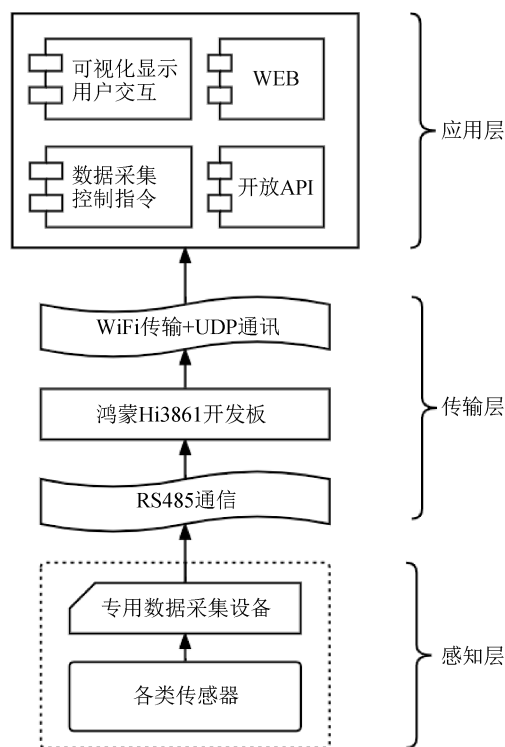 可视化显示
用户交互
WEB
数据采集
控制指令
开放API
应用层
WiFi传输+UDP通讯
鸿蒙Hi3861开发板
传输层
RS485通信
专用数据采集设备
感知层
各类传感器